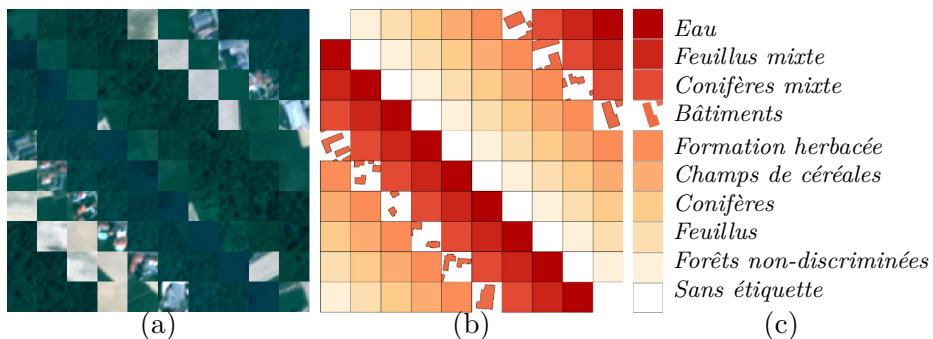 Eau
Feuillus mixte
Conifères mixte
Bâtiments
Formation herbacée
Champs de céréales
Conifères
Feuillus
Forêts non-discriminées
Sans étiquette
(a) (b) (c)